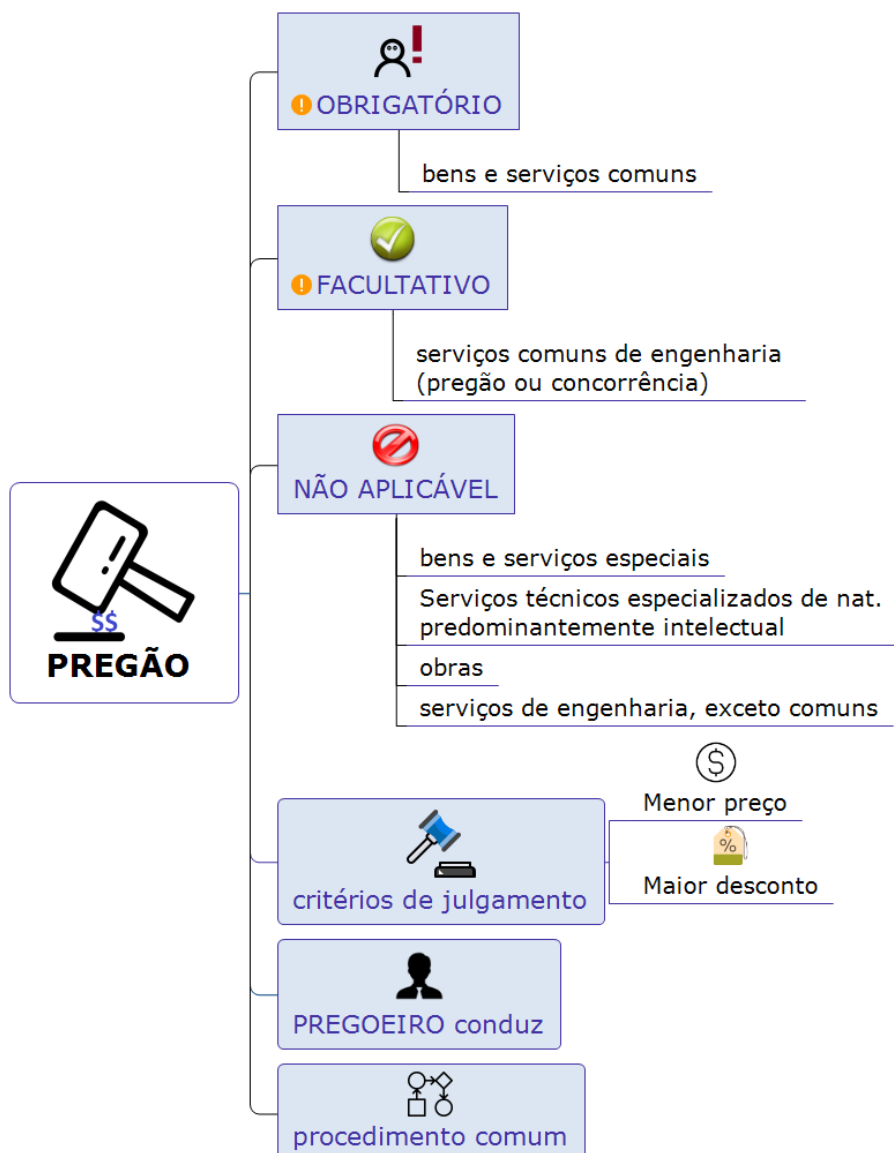 OBRIGATÓRIO
bens e serviços comuns
FACULTATIVO
serviços comuns de engenharia
(pregão ou concorrência)
NÃO APLICÁVEL
bens e serviços especiais
Serviços técnicos especializados de nat.
predominantemente intelectual
obras
serviços de engenharia, exceto comuns
$$
PREGÃO
$
Menor preço
%
Maior desconto
critérios de julgamento
PREGOEIRO conduz
procedimento comum